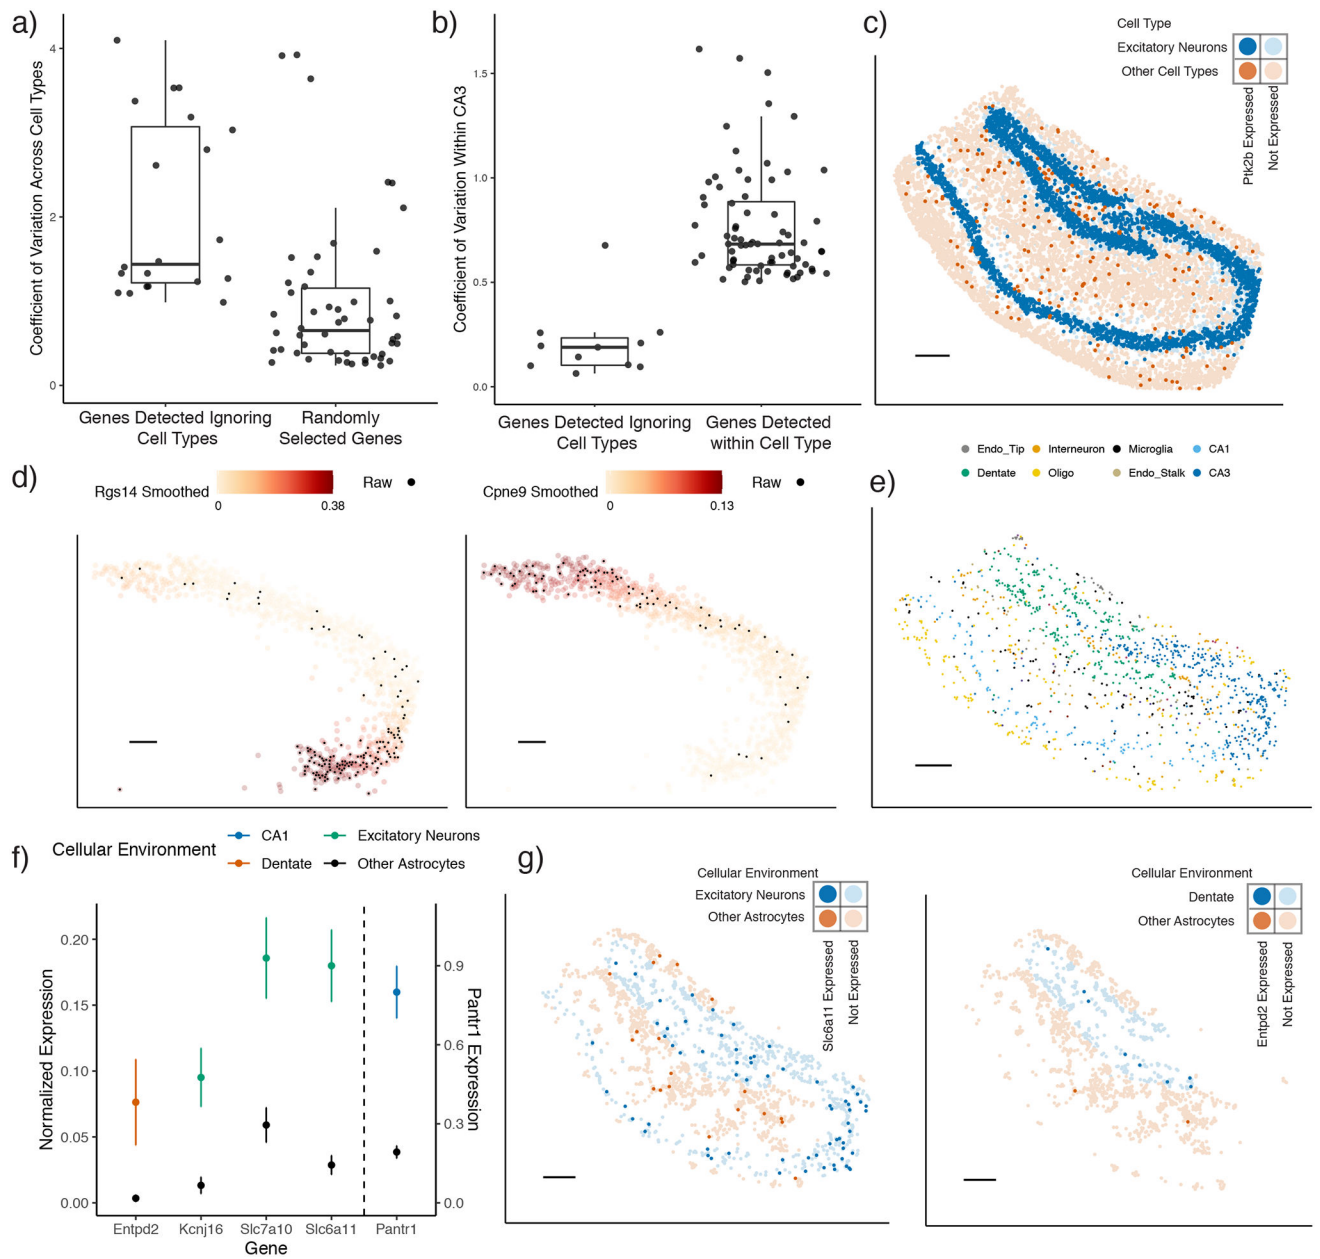 a)
Coefficient of Variation Across Cell Types
4
2
0
Genes Detected Ignoring
Cell Types
Randomly
Selected Genes
b)
Coefficient of Variation Within CA3
1.5
1.0
0.5
0.0
Genes Detected Ignoring
Cell Types
Genes Detected
within Cell Type
c)
Cell Type
Excitatory Neurons
Other Cell Types
Ptk2b Expressed
Not Expressed
d)
Rgs14 Smoothed
0
0.38
Raw
Cpne9 Smoothed
0
0.13
Raw
e)
Endo_Tip
Interneuron
Microglia
CA1
Dentate
Oligo
Endo_Stalk
CA3
f)
Cellular Environment
CA1
Excitatory Neurons
Dentate
Other Astrocytes
Normalized Expression
0.20
0.15
0.10
0.05
0.00
0.9
0.6
0.3
0.0
Pantr1 Expression
Entpd2
Kcnj16
Slc7a10
Slc6a11
Pantr1
Gene
g)
Cellular Environment
Excitatory Neurons
Other Astrocytes
Slc6a11 Expressed
Not Expressed
Cellular Environment
Dentate
Other Astrocytes
Entpd2 Expressed
Not Expressed